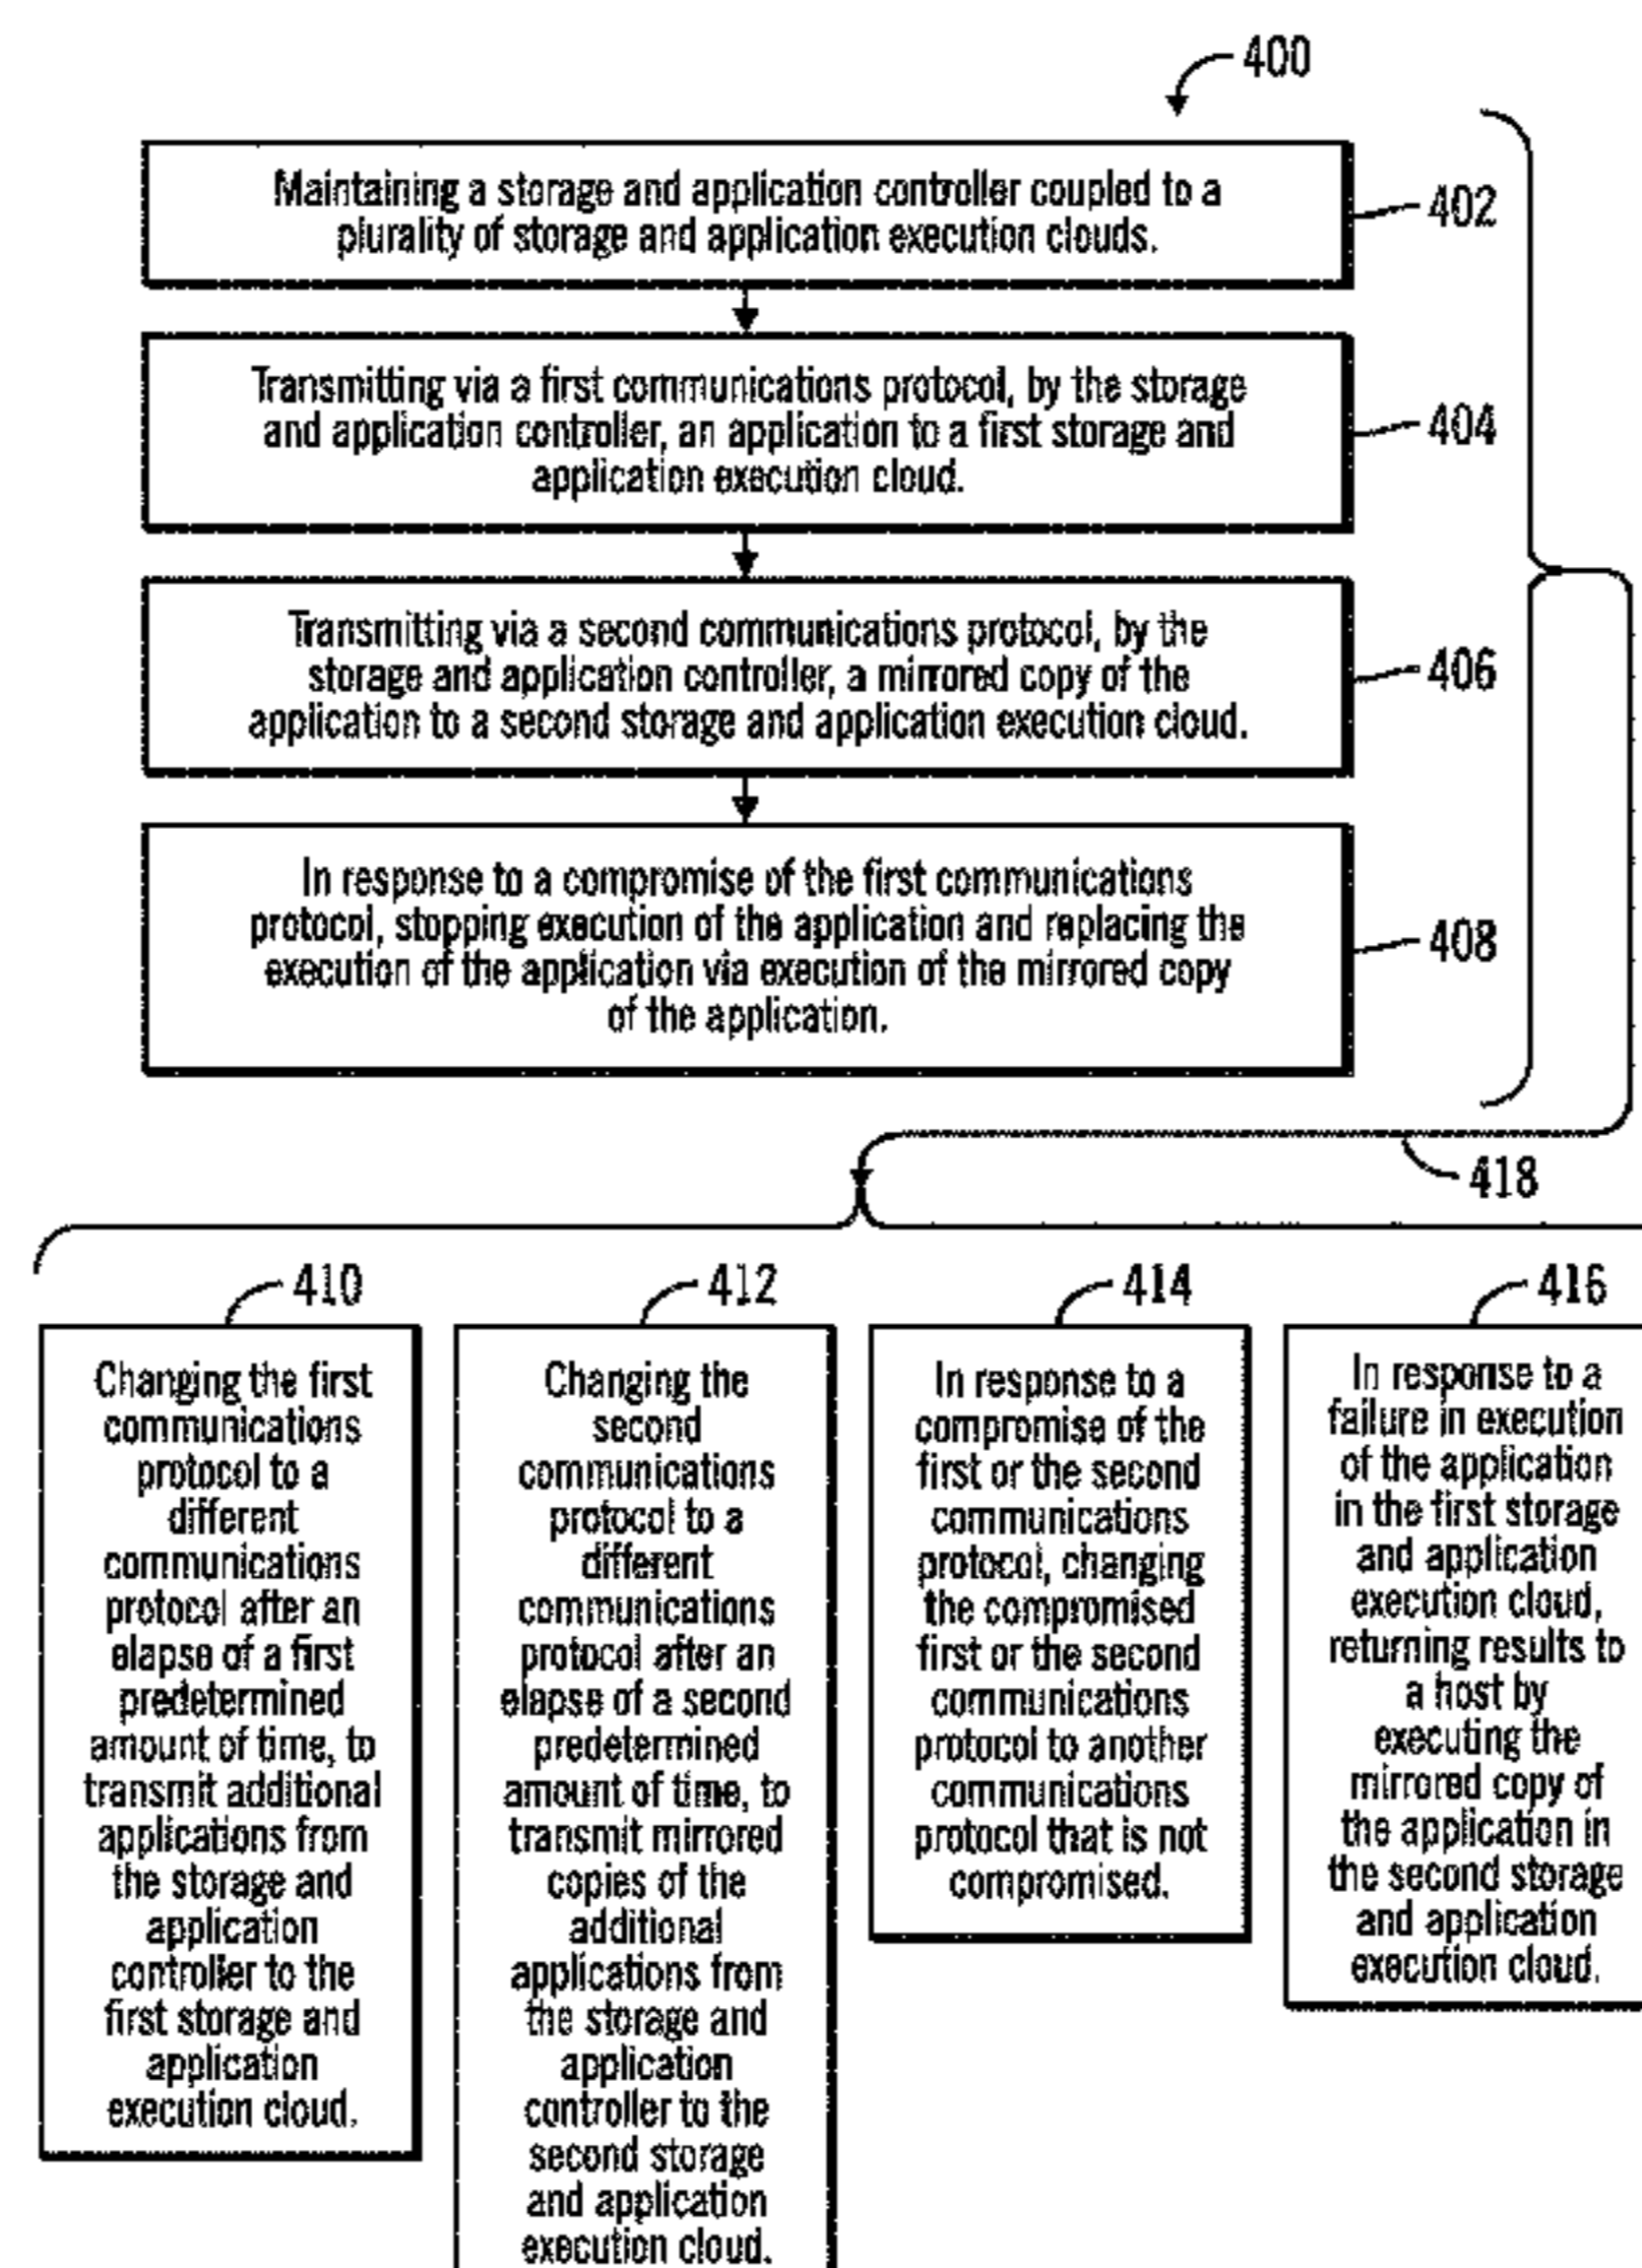 400
Maintaining a storage and application controller coupled to a
plurality of storage and application execution clouds.
402
Transmitting via a first communications protocol, by the storage
and application controller, an application to a first storage and
application execution cloud.
404
Transmitting via a second communications protocol, by the
storage and application controller, a mirrored copy of the
application to a second storage and application execution cloud.
406
In response to a compromise of the first communications
protocol, stopping execution of the application and replacing the
execution of the application via execution of the mirrored copy
of the application.
408
418
410
Changing the first
communications
protocol to a
different
communications
protocol after an
elapse of a first
predetermined
amount of time, to
transmit additional
applications from
the storage and
application
controller to the
first storage and
application
execution cloud.
412
Changing the
second
communications
protocol to a
different
communications
protocol after an
elapse of a second
predetermined
amount of time, to
transmit mirrored
copies of the
additional
applications from
the storage and
application
controller to the
second storage
and application
execution cloud.
414
In response to a
compromise of the
first or the second
communications
protocol, changing
the compromised
first or the second
communications
protocol to another
communications
protocol that is not
compromised.
416
In response to a
failure in execution
of the application
in the first storage
and application
execution cloud,
returning results to
a host by
executing the
mirrored copy of
the application in
the second storage
and application
execution cloud.